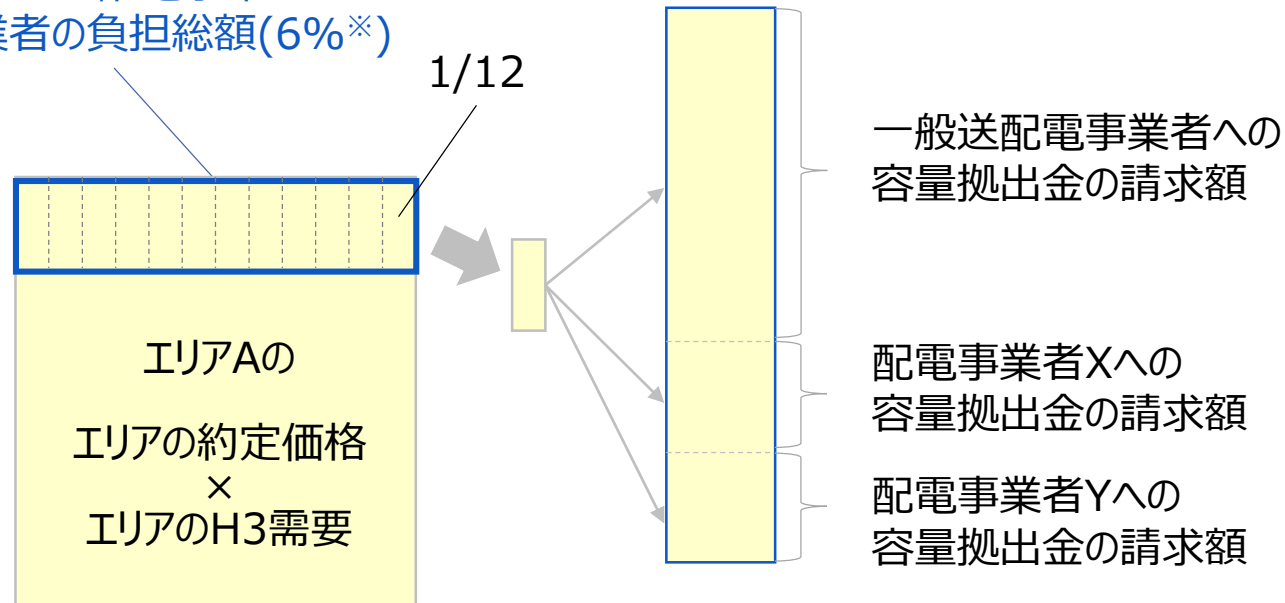 業者の負担総額(6%※)
1/12
エリアAの
エリアの約定価格
×
エリアのH3需要
一般送配電事業者への
容量拠出金の請求額
配電事業者Xへの
容量拠出金の請求額
配電事業者Yへの
容量拠出金の請求額